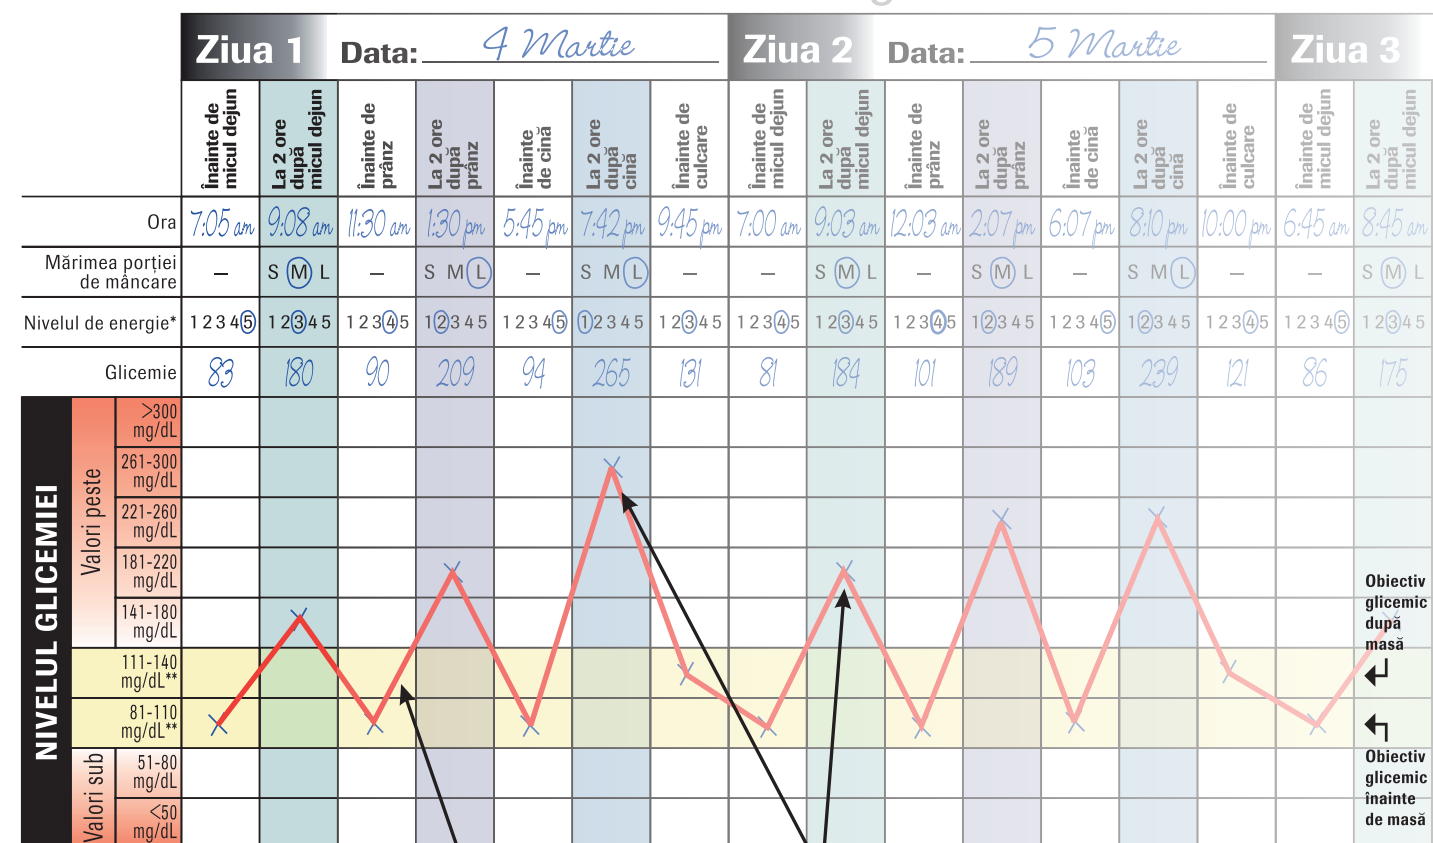 Ziua 1 Data: 4 Martie Ziua 2 Data: 5 Martie Ziua 3
Înainte de micul dejun
La 2 ore după micul dejun
Înainte de prânz
La 2 ore după prânz
Înainte de cină
La 2 ore după cină
Înainte de culcare
Înainte de micul dejun
La 2 ore după micul dejun
Înainte de prânz
La 2 ore după prânz
Înainte de cină
La 2 ore după cină
Înainte de culcare
Înainte de micul dejun
La 2 ore după micul dejun
Ora 7:05 am 9:08 am 11:30 am 1:30 pm 5:45 pm 7:42 pm 9:45 pm 7:00 am 9:03 am 12:03 am 2:07 pm 6:07 pm 8:10 pm 10:00 pm 6:45 am 8:45 am
Mărimea porției
de mâncare – S M L – S M L – S M L – – S M L – S M L – S M L – – S M L
Nivelul de energie* 1 2 3 4 5 1 2 3 4 5 1 2 3 4 5 1 2 3 4 5 1 2 3 4 5 1 2 3 4 5 1 2 3 4 5 1 2 3 4 5 1 2 3 4 5 1 2 3 4 5 1 2 3 4 5 1 2 3 4 5 1 2 3 4 5 1 2 3 4 5 1 2 3 4 5 1 2 3 4 5
Glicemie 83 180 90 209 94 265 131 81 184 101 189 103 239 121 86 175
NIVELUL GLICEMIEI
Valori peste
>300
mg/dL
261-300
mg/dL
221-260
mg/dL
181-220
mg/dL
141-180
mg/dL
111-140
mg/dL**
81-110
mg/dL**
Valori sub
51-80
mg/dL
<50
mg/dL
Obiectiv
glicemic
după
masă
Obiectiv
glicemic
înainte
de masă